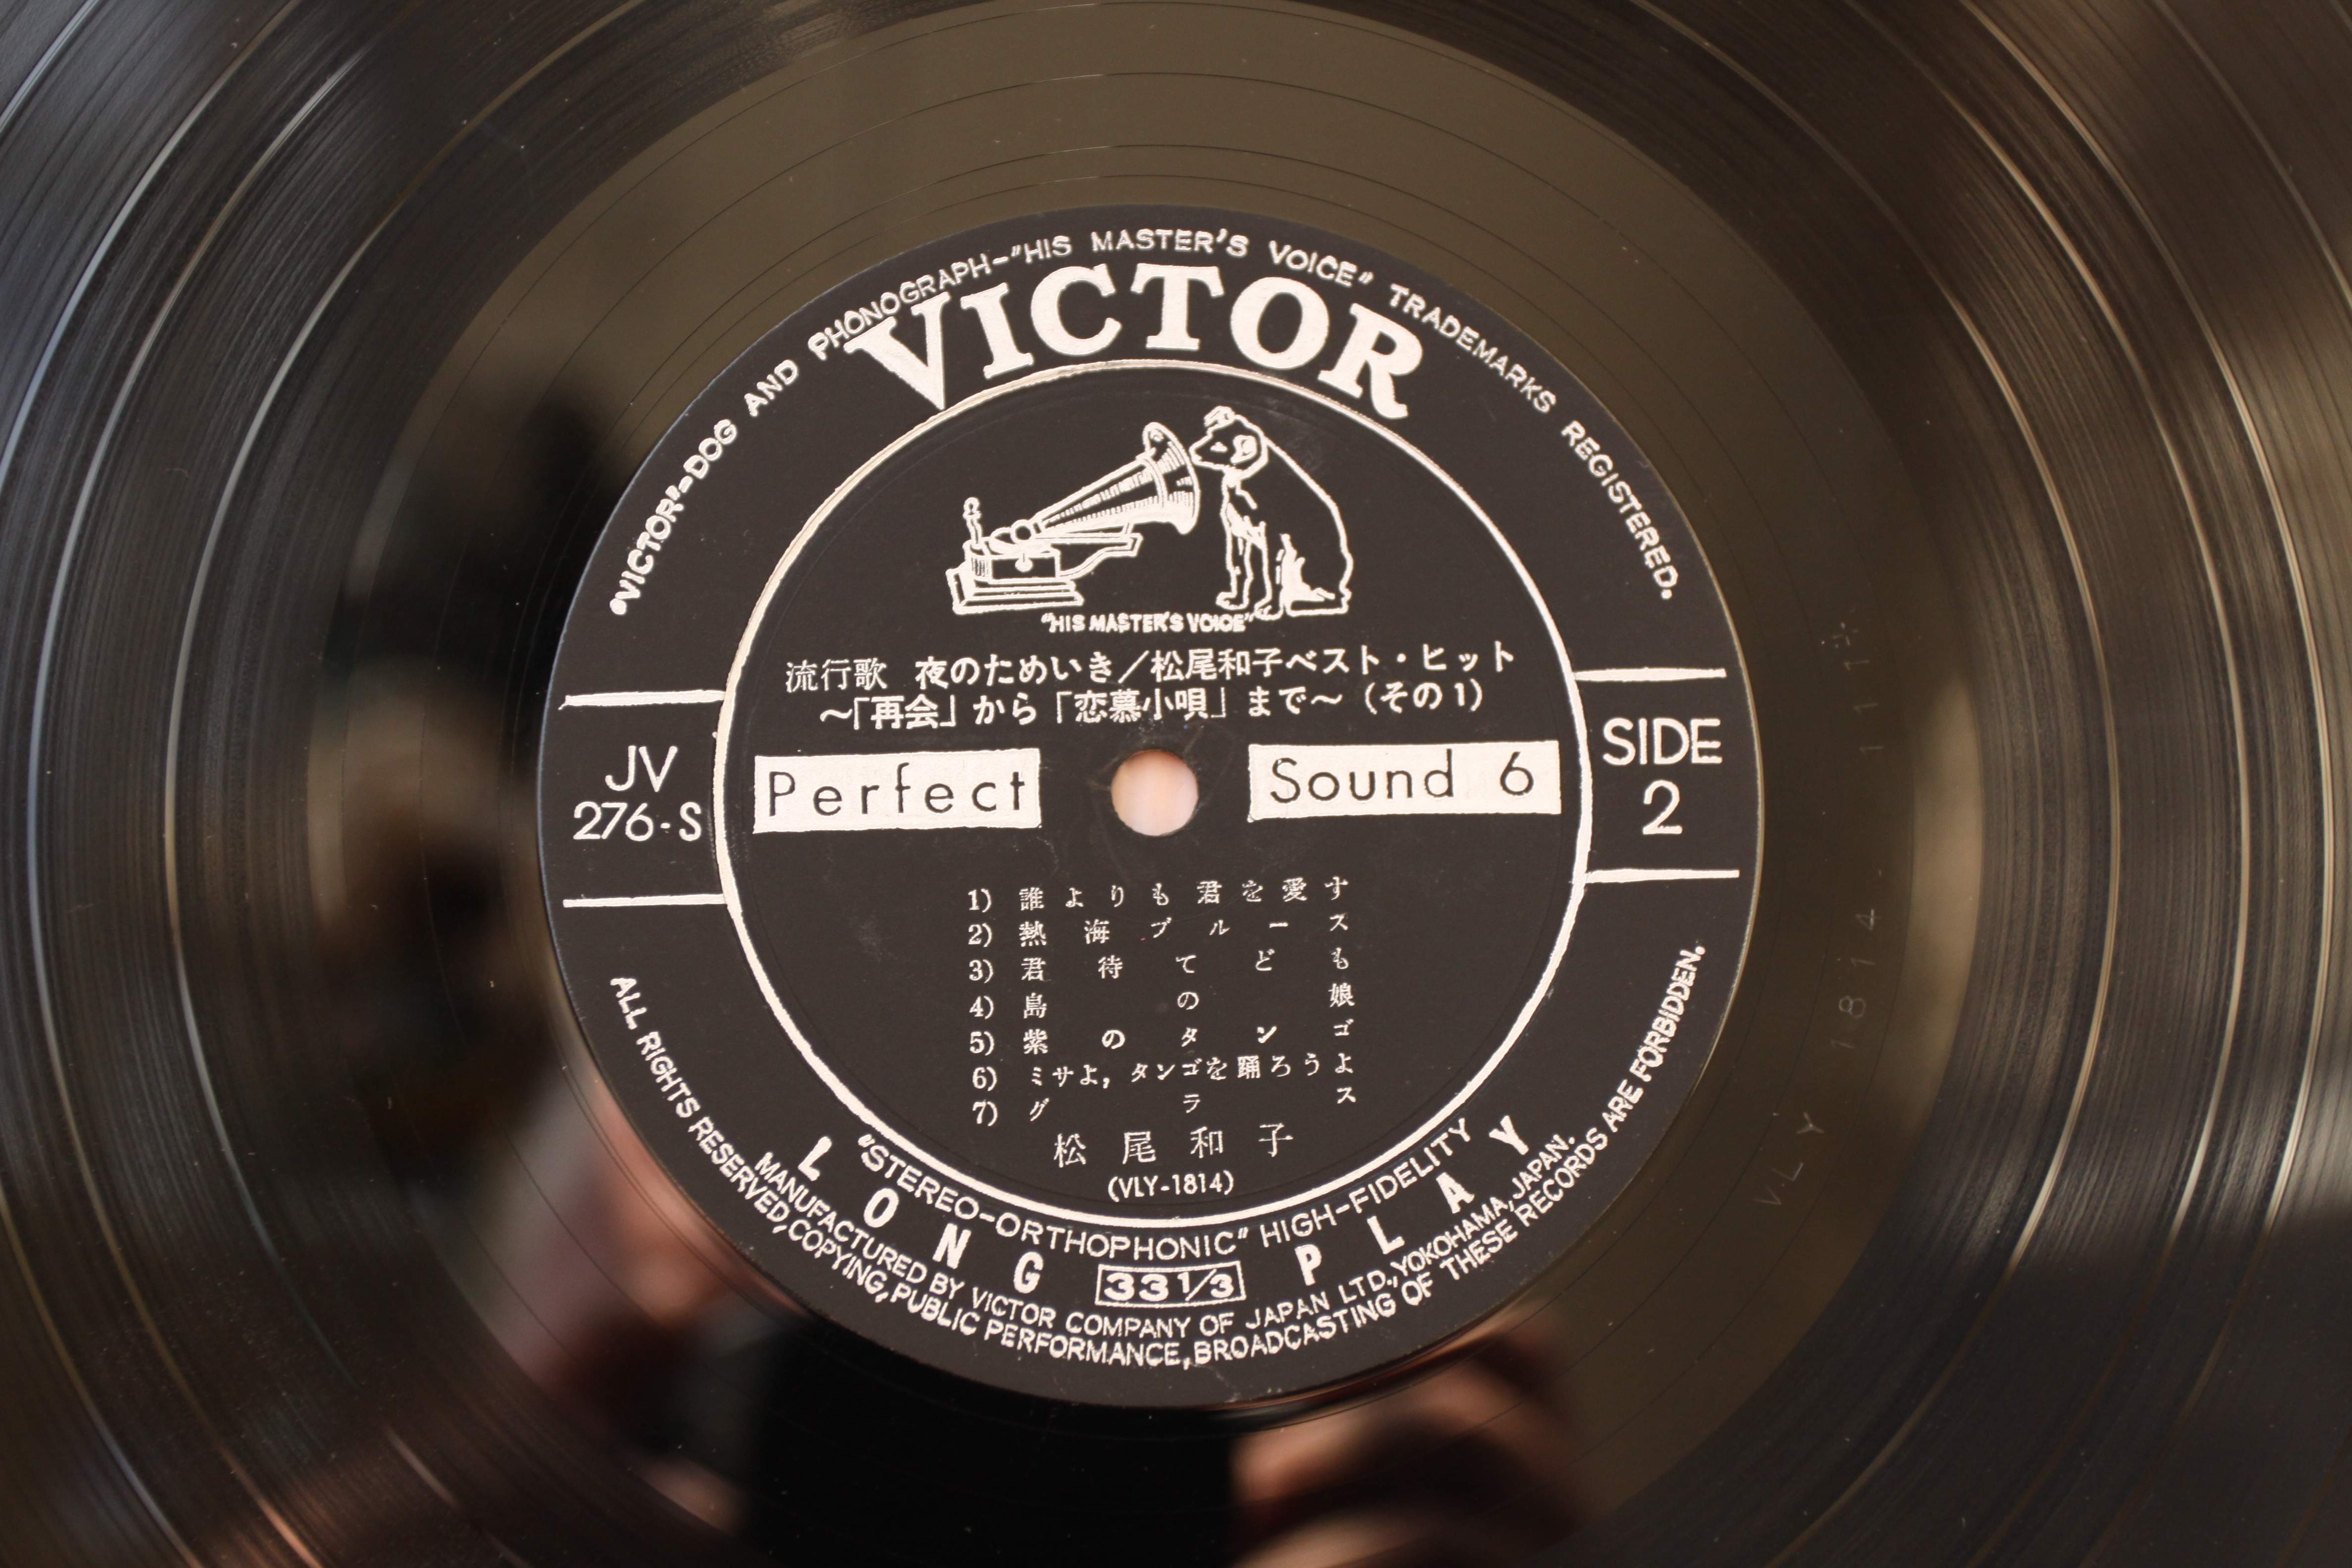 "VICTOR"-DOG AND PHONOGRAPH-"HIS MASTER'S VOICE" TRADEMARKS REGISTERED.
VICTOR
"HIS MASTER'S VOICE"
流行歌 夜のためいき／松尾和子ベスト・ヒット
～「再会」から「恋慕小唄」まで～（その1）
JV
276-S
Perfect Sound 6
SIDE
2
1) 誰よりも君を愛す
2) 熱海ブルース
3) 君待てども
4) 島の娘
5) 紫のタンゴ
6) ミサよ，タンゴを踊ろうよ
7) グラス
松尾和子
(VLY-1814)
"STEREO-ORTHOPHONIC" HIGH-FIDELITY
LONG 33 1/3 PLAY
MANUFACTURED BY VICTOR COMPANY OF JAPAN LTD., YOKOHAMA, JAPAN.
ALL RIGHTS RESERVED, COPYING, PUBLIC PERFORMANCE, BROADCASTING OF THESE RECORDS ARE FORBIDDEN.
VLY 1814